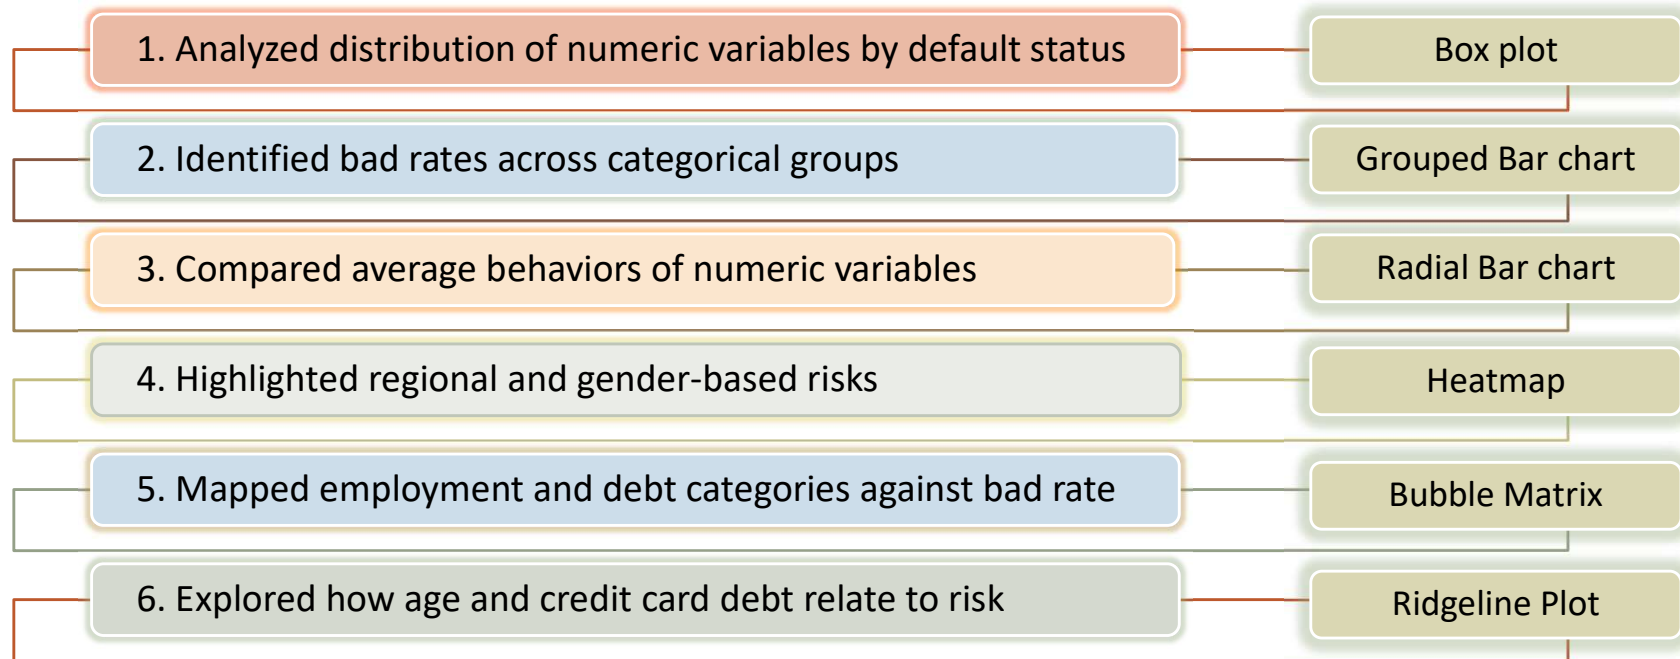 1. Analyzed distribution of numeric variables by default status
Box plot
2. Identified bad rates across categorical groups
Grouped Bar chart
3. Compared average behaviors of numeric variables
Radial Bar chart
4. Highlighted regional and gender-based risks
Heatmap
5. Mapped employment and debt categories against bad rate
Bubble Matrix
6. Explored how age and credit card debt relate to risk
Ridgeline Plot